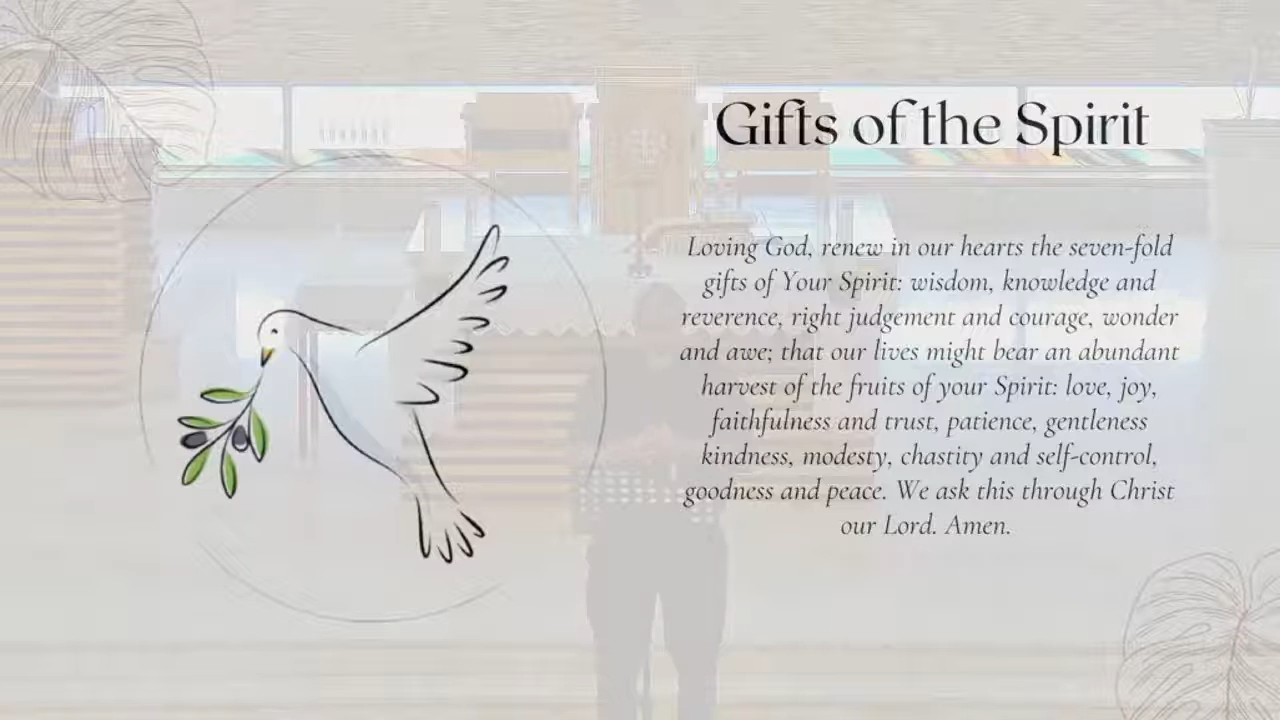 Gifts of the Spirit
Loving God, renew in our hearts the seven-fold
gifts of Your Spirit: wisdom, knowledge and
reverence, right judgement and courage, wonder
and awe; that our lives might bear an abundant
harvest of the fruits of your Spirit: love, joy,
faithfulness and trust, patience, gentleness
kindness, modesty, chastity and self-control,
goodness and peace. We ask this through Christ
our Lord. Amen.